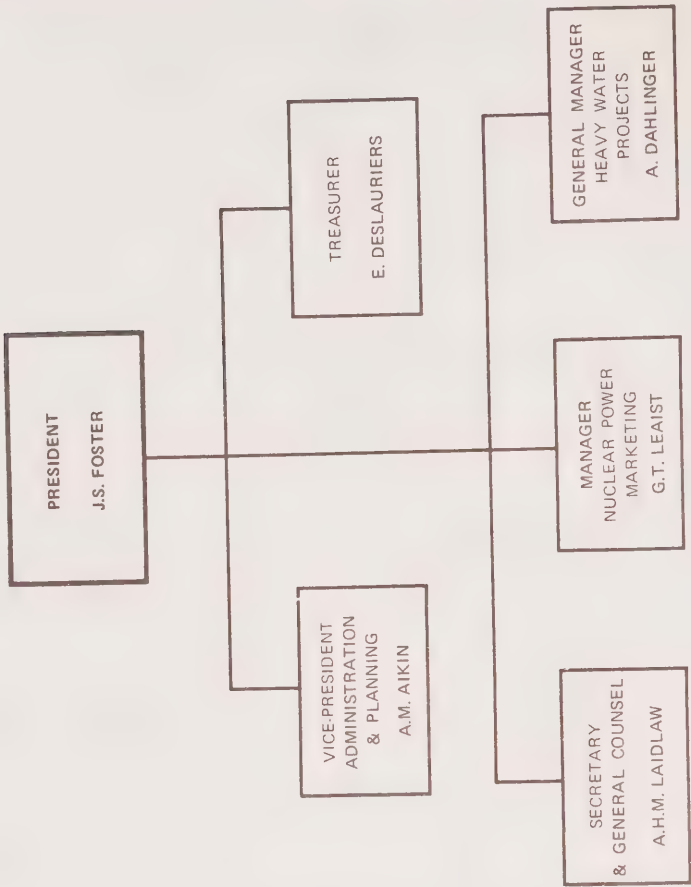 PRESIDENT
J.S. FOSTER
VICE-PRESIDENT
ADMINISTRATION
& PLANNING
A.M. AIKIN
TREASURER
E. DESLAURIERS
SECRETARY
& GENERAL COUNSEL
A.H.M. LAIDLAW
MANAGER
NUCLEAR POWER
MARKETING
G.T. LEAIST
GENERAL MANAGER
HEAVY WATER
PROJECTS
A. DAHLINGER